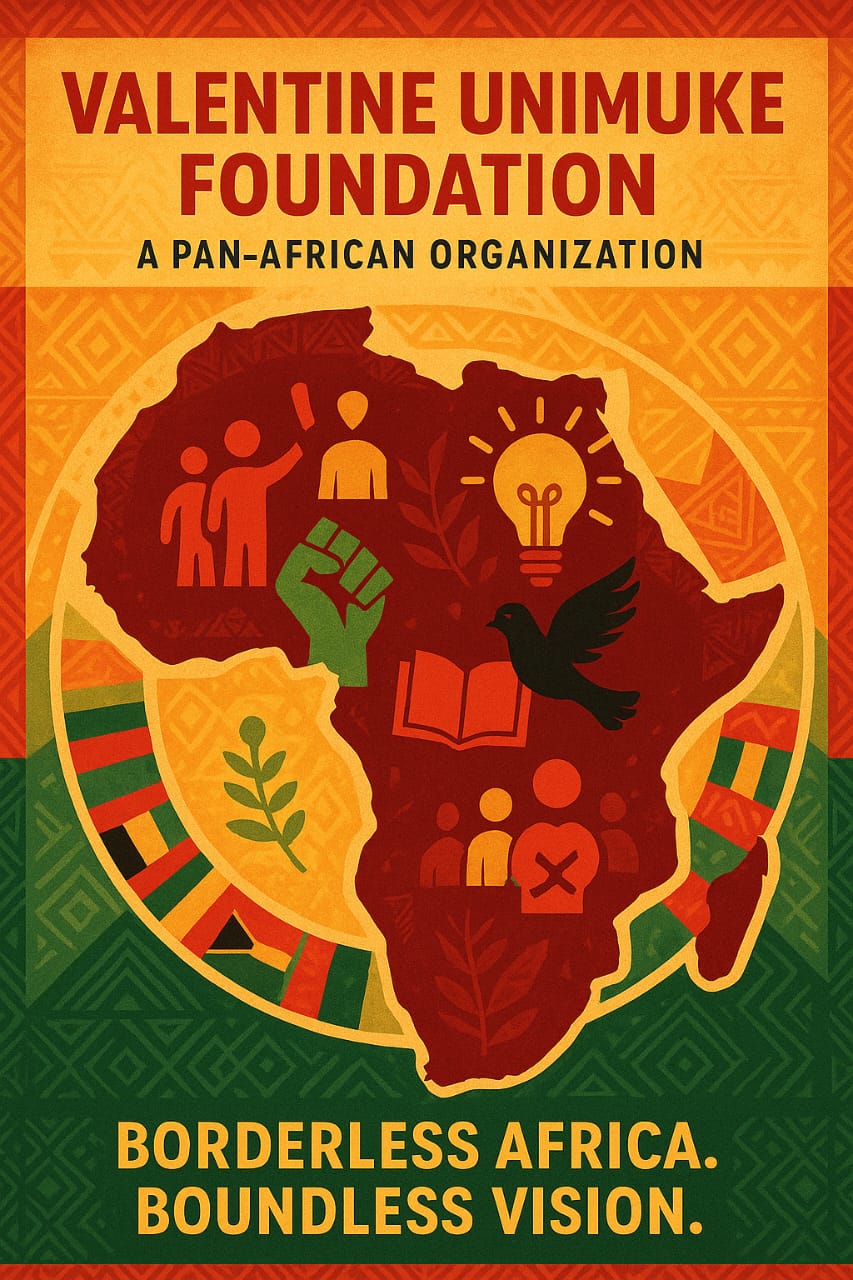 VALENTINE UNIMUKE
FOUNDATION
A PAN-AFRICAN ORGANIZATION
BORDERLESS AFRICA.
BOUNDLESS VISION.